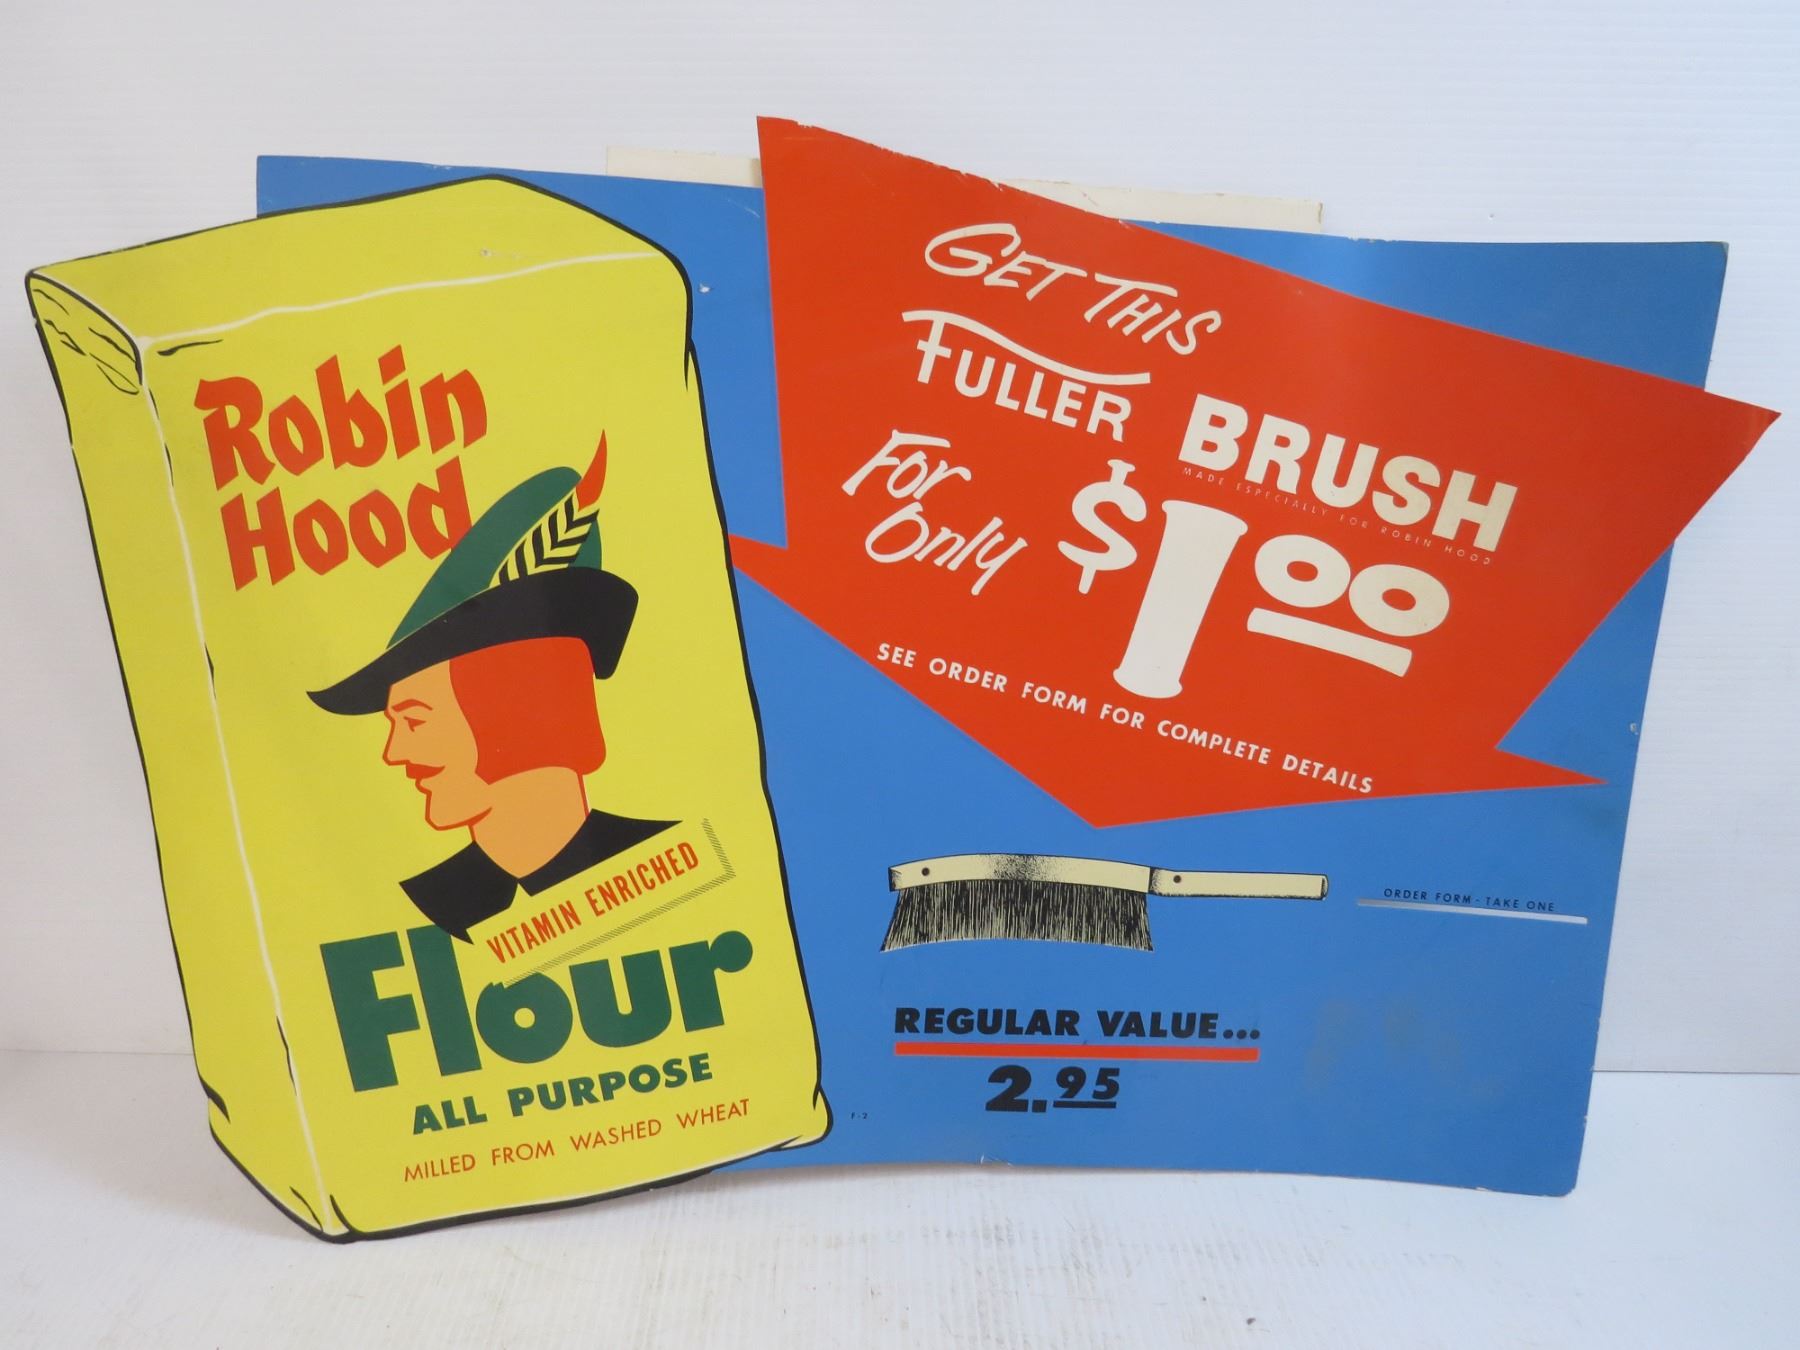 Robin
Hood
VITAMIN ENRICHED
Flour
ALL PURPOSE
MILLED FROM WASHED WHEAT
GET THIS
FULLER BRUSH
MADE ESPECIALLY FOR ROBIN HOOD
For Only $1.00
SEE ORDER FORM FOR COMPLETE DETAILS
ORDER FORM - TAKE ONE
REGULAR VALUE...
2.95
F-2